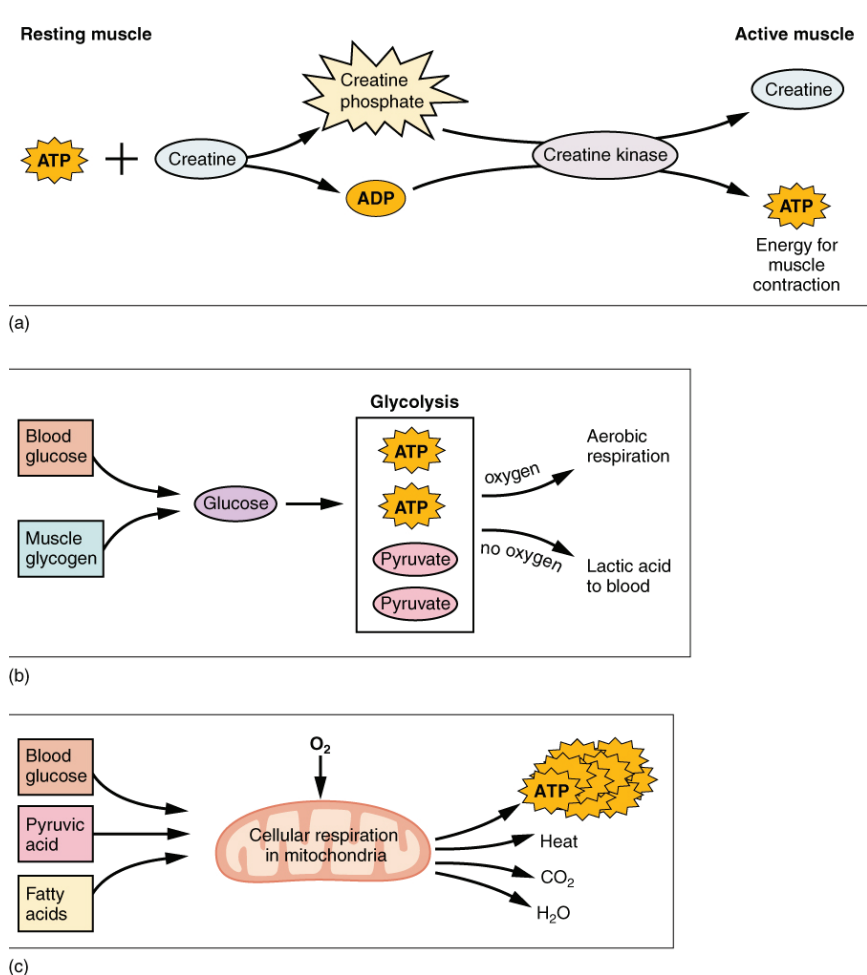 Resting muscle
Active muscle
Creatine
phosphate
Creatine
ATP
+
Creatine
Creatine kinase
ADP
ATP
Energy for
muscle
contraction
(a)
Glycolysis
Blood
glucose
ATP
oxygen
Aerobic
respiration
Glucose
ATP
Muscle
glycogen
no oxygen
Pyruvate
Lactic acid
to blood
Pyruvate
(b)
Blood
glucose
O₂
ATP
Pyruvic
acid
Cellular respiration
in mitochondria
Heat
CO₂
Fatty
acids
H₂O
(c)